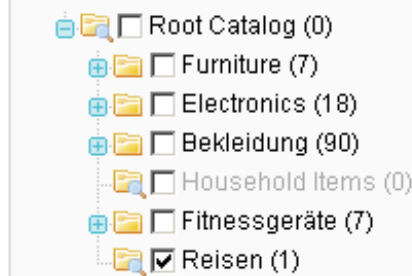 Root Catalog (0)
Furniture (7)
Electronics (18)
Bekleidung (90)
Household Items (0)
Fitnessgeräte (7)
Reisen (1)